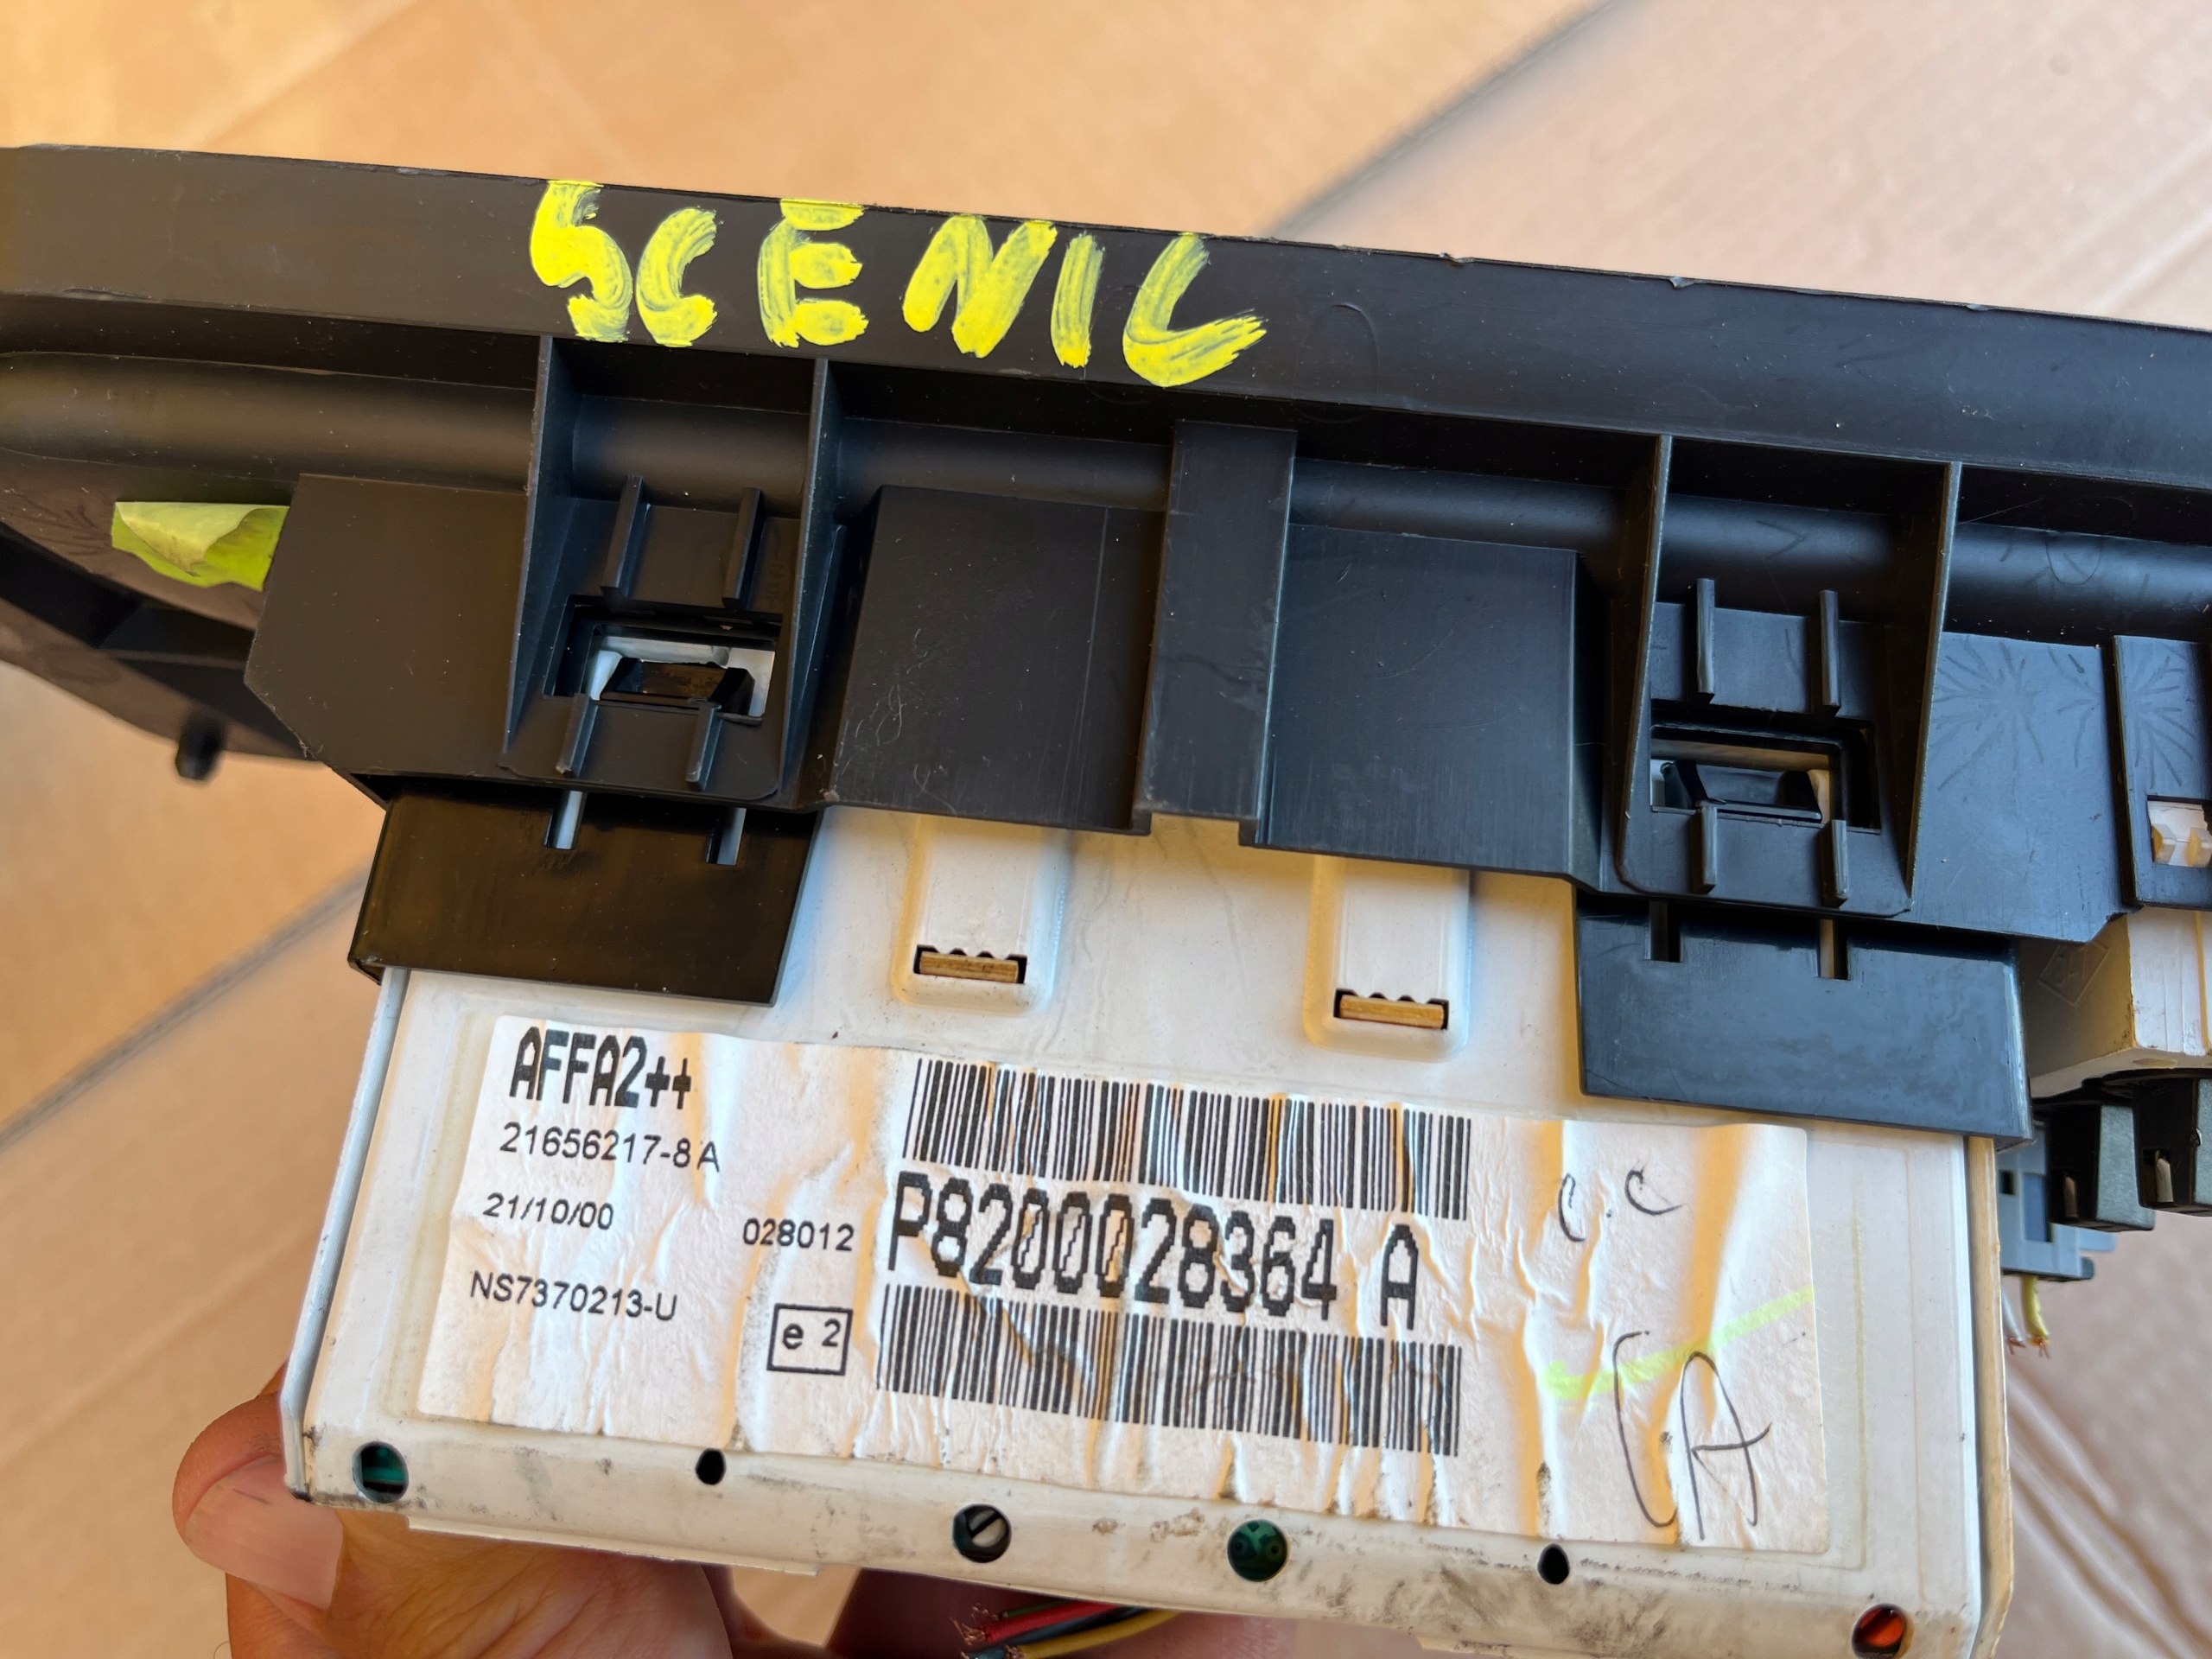 SCENIC
AFFA2++
21656217-8 A
21/10/00
028012
P8200028364 A
NS7370213-U
e 2
C.C
CA